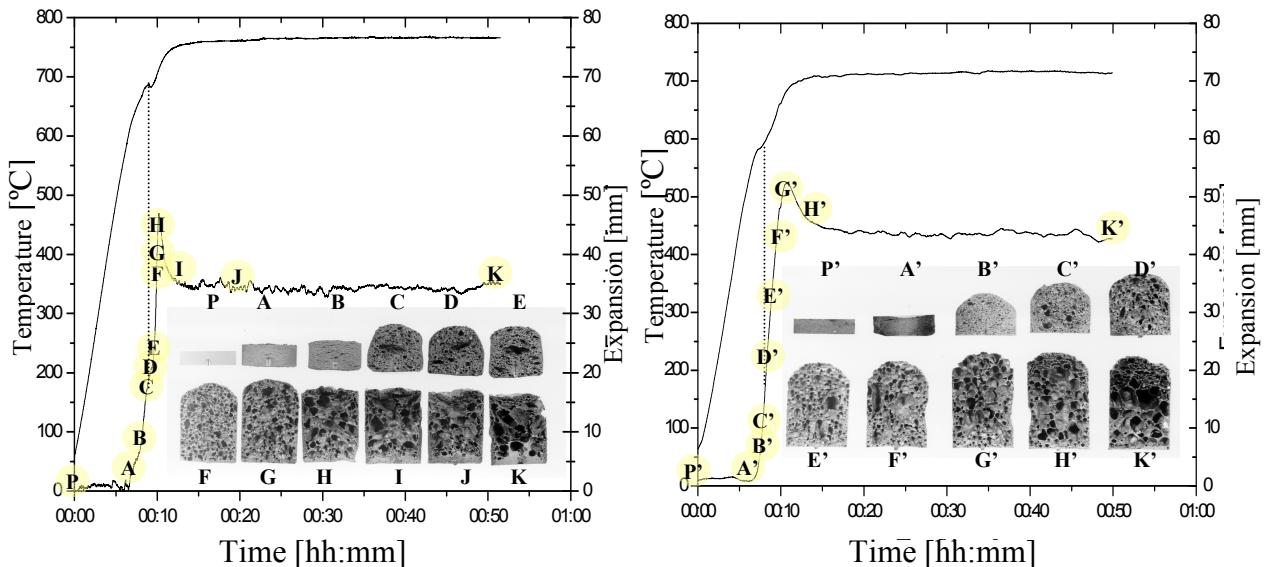 800
700
600
500
400
300
200
100
0
Temperature [ºC]
80
70
60
50
40
30
20
10
0
Expansion [mm]
00:00 00:10 00:20 00:30 00:40 00:50 01:00
Time [hh:mm]
P A B C D E F G H I J K
P A B C D E
F G H I J K
800
700
600
500
400
300
200
100
0
Temperature [ºC]
80
70
60
50
40
30
20
10
0
Expansion [mm]
00:00 00:10 00:20 00:30 00:40 00:50 01:00
Time [hh:mm]
P' A' B' C' D' E' F' G' H' K'
P' A' B' C' D'
E' F' G' H' K'